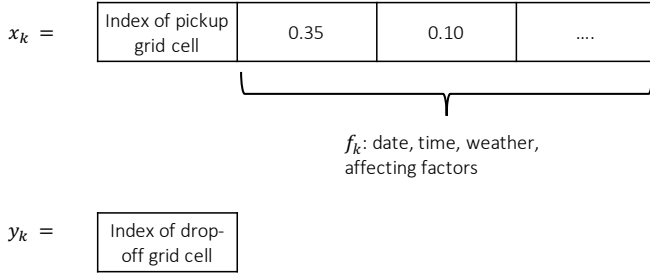 x_k = Index of pickup grid cell 0.35 0.10 ....
f_k: date, time, weather,
affecting factors
y_k = Index of drop-
off grid cell